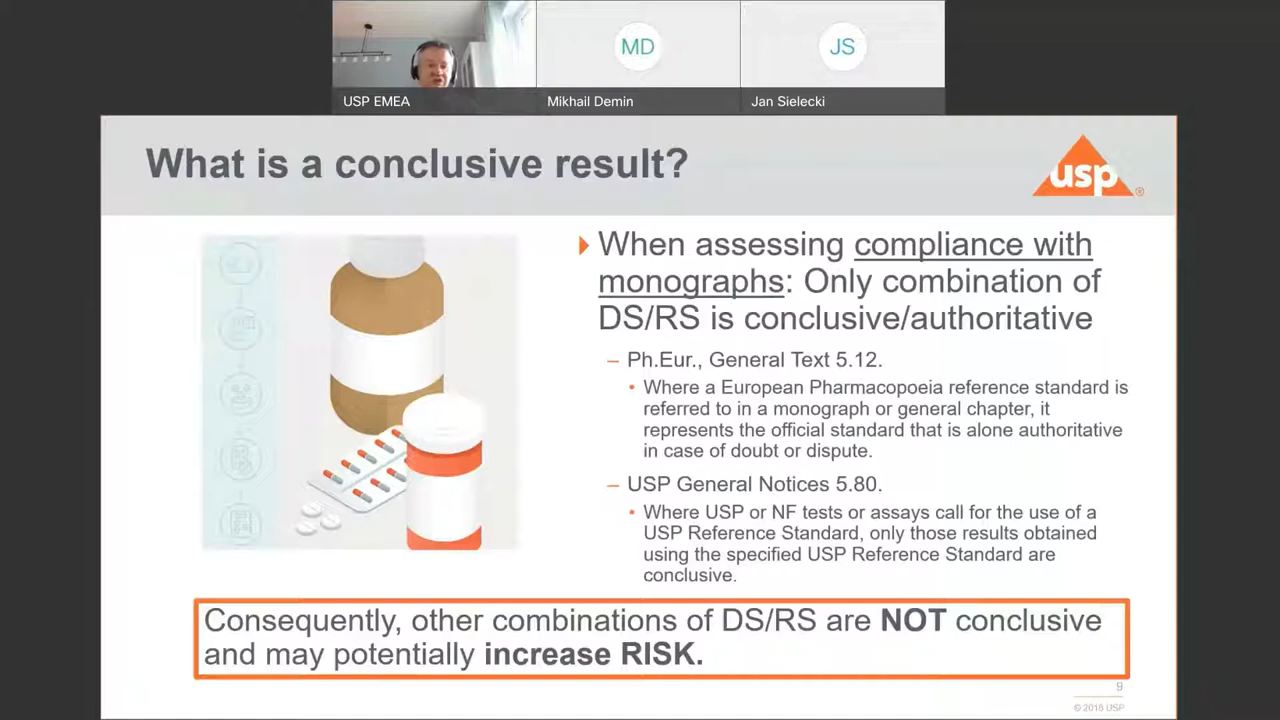 MD
JS
USP EMEA
Mikhail Demin
Jan Sielecki
What is a conclusive result?
usp®
When assessing compliance with
monographs: Only combination of
DS/RS is conclusive/authoritative
– Ph.Eur., General Text 5.12.
• Where a European Pharmacopoeia reference standard is
referred to in a monograph or general chapter, it
represents the official standard that is alone authoritative
in case of doubt or dispute.
– USP General Notices 5.80.
• Where USP or NF tests or assays call for the use of a
USP Reference Standard, only those results obtained
using the specified USP Reference Standard are
conclusive.
Consequently, other combinations of DS/RS are NOT conclusive
and may potentially increase RISK.
9
© 2018 USP